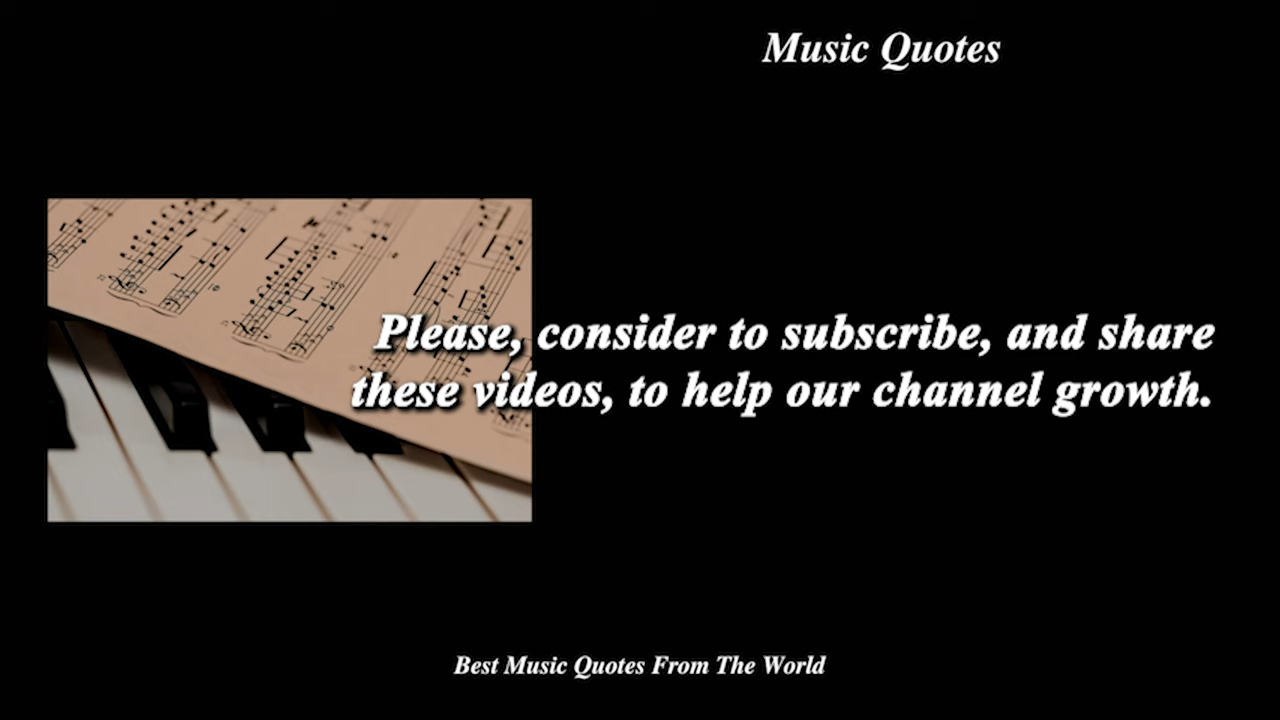 Music Quotes
Please, consider to subscribe, and share
these videos, to help our channel growth.
Best Music Quotes From The World